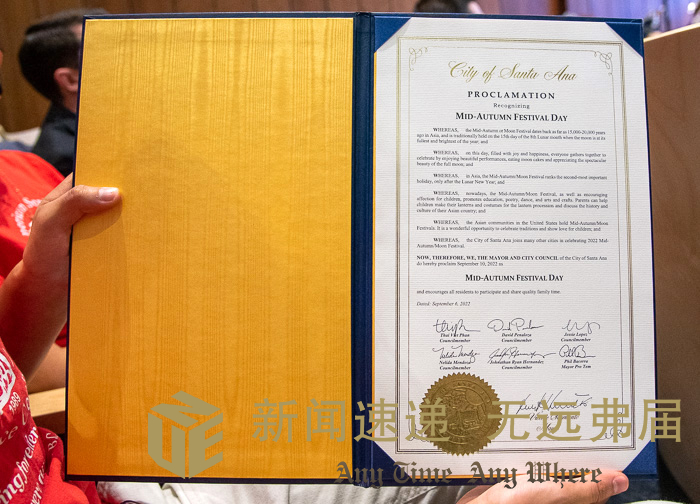 City of Santa Ana
PROCLAMATION
Recognizing
MID-AUTUMN FESTIVAL DAY
WHEREAS, the Mid-Autumn or Moon Festival dates back as far as 15,000-20,000 years
ago in Asia, and is traditionally held on the 15th day of the 8th Lunar month when the moon is at its
fullest and brightest of the year; and
WHEREAS, on this day, filled with joy and happiness, everyone gathers together to
celebrate by enjoying beautiful performances, eating moon cakes and appreciating the spectacular
beauty of the full moon; and
WHEREAS, in Asia, the Mid-Autumn/Moon Festival ranks the second-most important
holiday, only after the Lunar New Year; and
WHEREAS, nowadays, the Mid-Autumn/Moon Festival, as well as encouraging
affection for children, promotes education, poetry, dance, and arts and crafts. Parents can help
children make their lanterns and costumes for the lantern procession and discuss the history and
culture of their Asian country; and
WHEREAS, the Asian communities in the United States hold Mid-Autumn/Moon
Festivals. It is a wonderful opportunity to celebrate traditions and show love for children; and
WHEREAS, the City of Santa Ana joins many other cities in celebrating 2022 Mid-
Autumn/Moon Festival.
NOW, THEREFORE, WE, THE MAYOR AND CITY COUNCIL of the City of Santa Ana
do hereby proclaim September 10, 2022 as
MID-AUTUMN FESTIVAL DAY
and encourages all residents to participate and share quality family time.
Dated: September 6, 2022
Thai Viet Phan David Penaloza Jessie Lopez
Councilmember Councilmember Councilmember
Nelida Mendoza Johnathan Ryan Hernandez Phil Bacerra
Councilmember Councilmember Mayor Pro Tem
新闻速递 无远弗届
Any Time Any Where